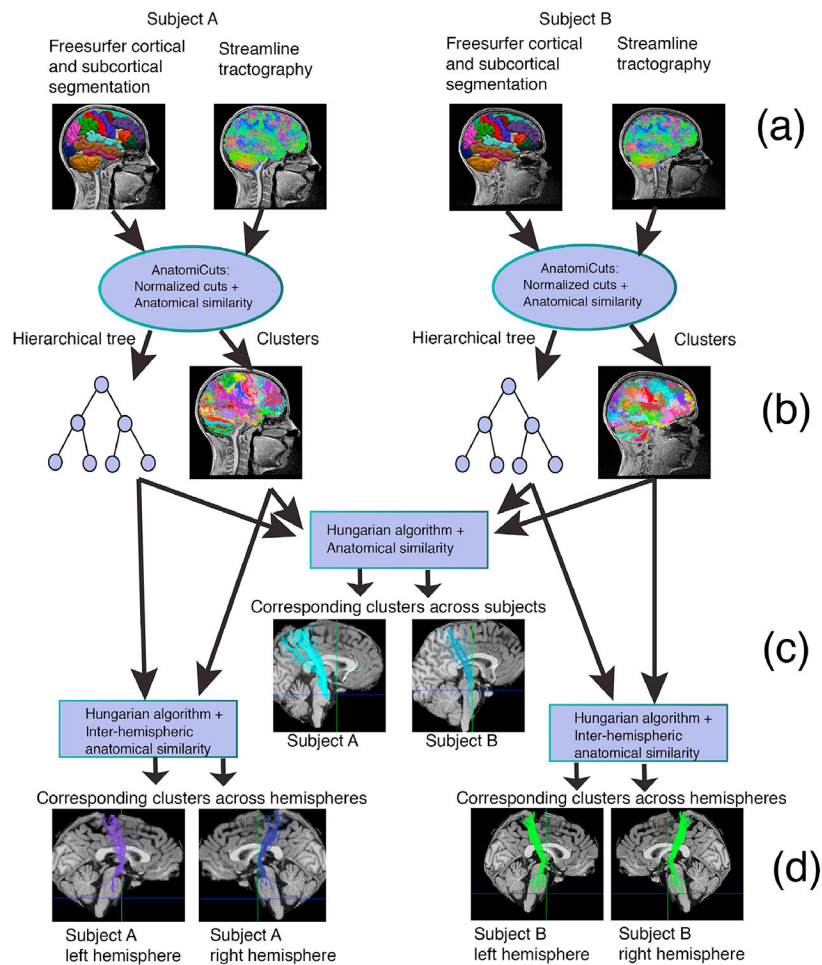 Subject A
Subject B
Freesurfer cortical
and subcortical
segmentation
Streamline
tractography
Freesurfer cortical
and subcortical
segmentation
Streamline
tractography
(a)
AnatomiCuts:
Normalized cuts +
Anatomical similarity
AnatomiCuts:
Normalized cuts +
Anatomical similarity
Hierarchical tree
Clusters
Hierarchical tree
Clusters
(b)
Hungarian algorithm +
Anatomical similarity
Corresponding clusters across subjects
(c)
Subject A
Subject B
Hungarian algorithm +
Inter-hemispheric
anatomical similarity
Hungarian algorithm +
Inter-hemispheric
anatomical similarity
Corresponding clusters across hemispheres
Corresponding clusters across hemispheres
(d)
Subject A
left hemisphere
Subject A
right hemisphere
Subject B
left hemisphere
Subject B
right hemisphere